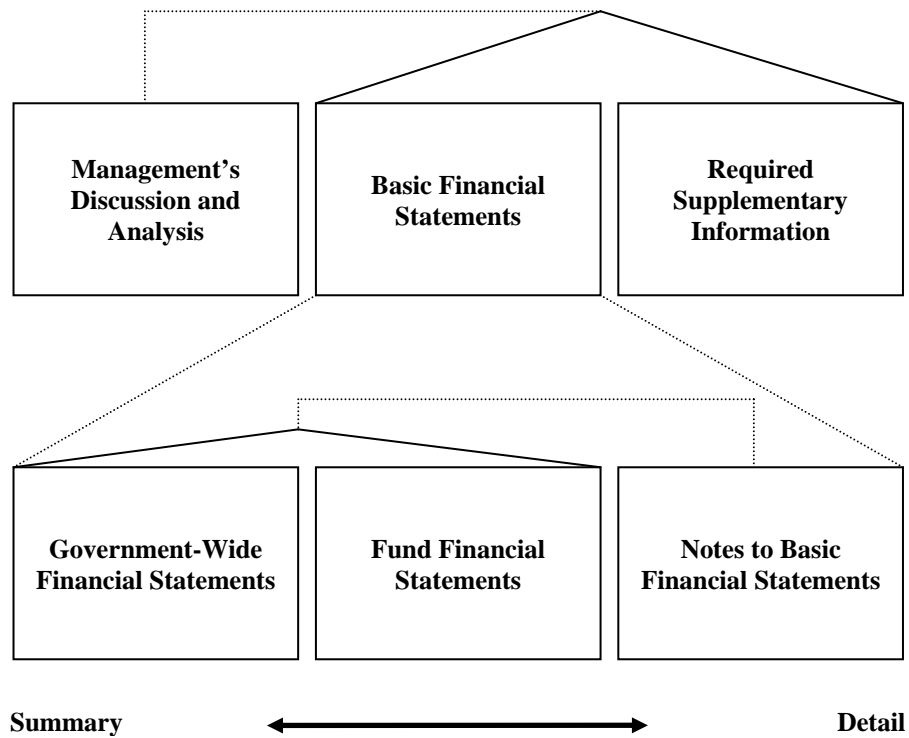 Management’s
Discussion and
Analysis
Basic Financial
Statements
Required
Supplementary
Information
Government-Wide
Financial Statements
Fund Financial
Statements
Notes to Basic
Financial Statements
Summary
Detail